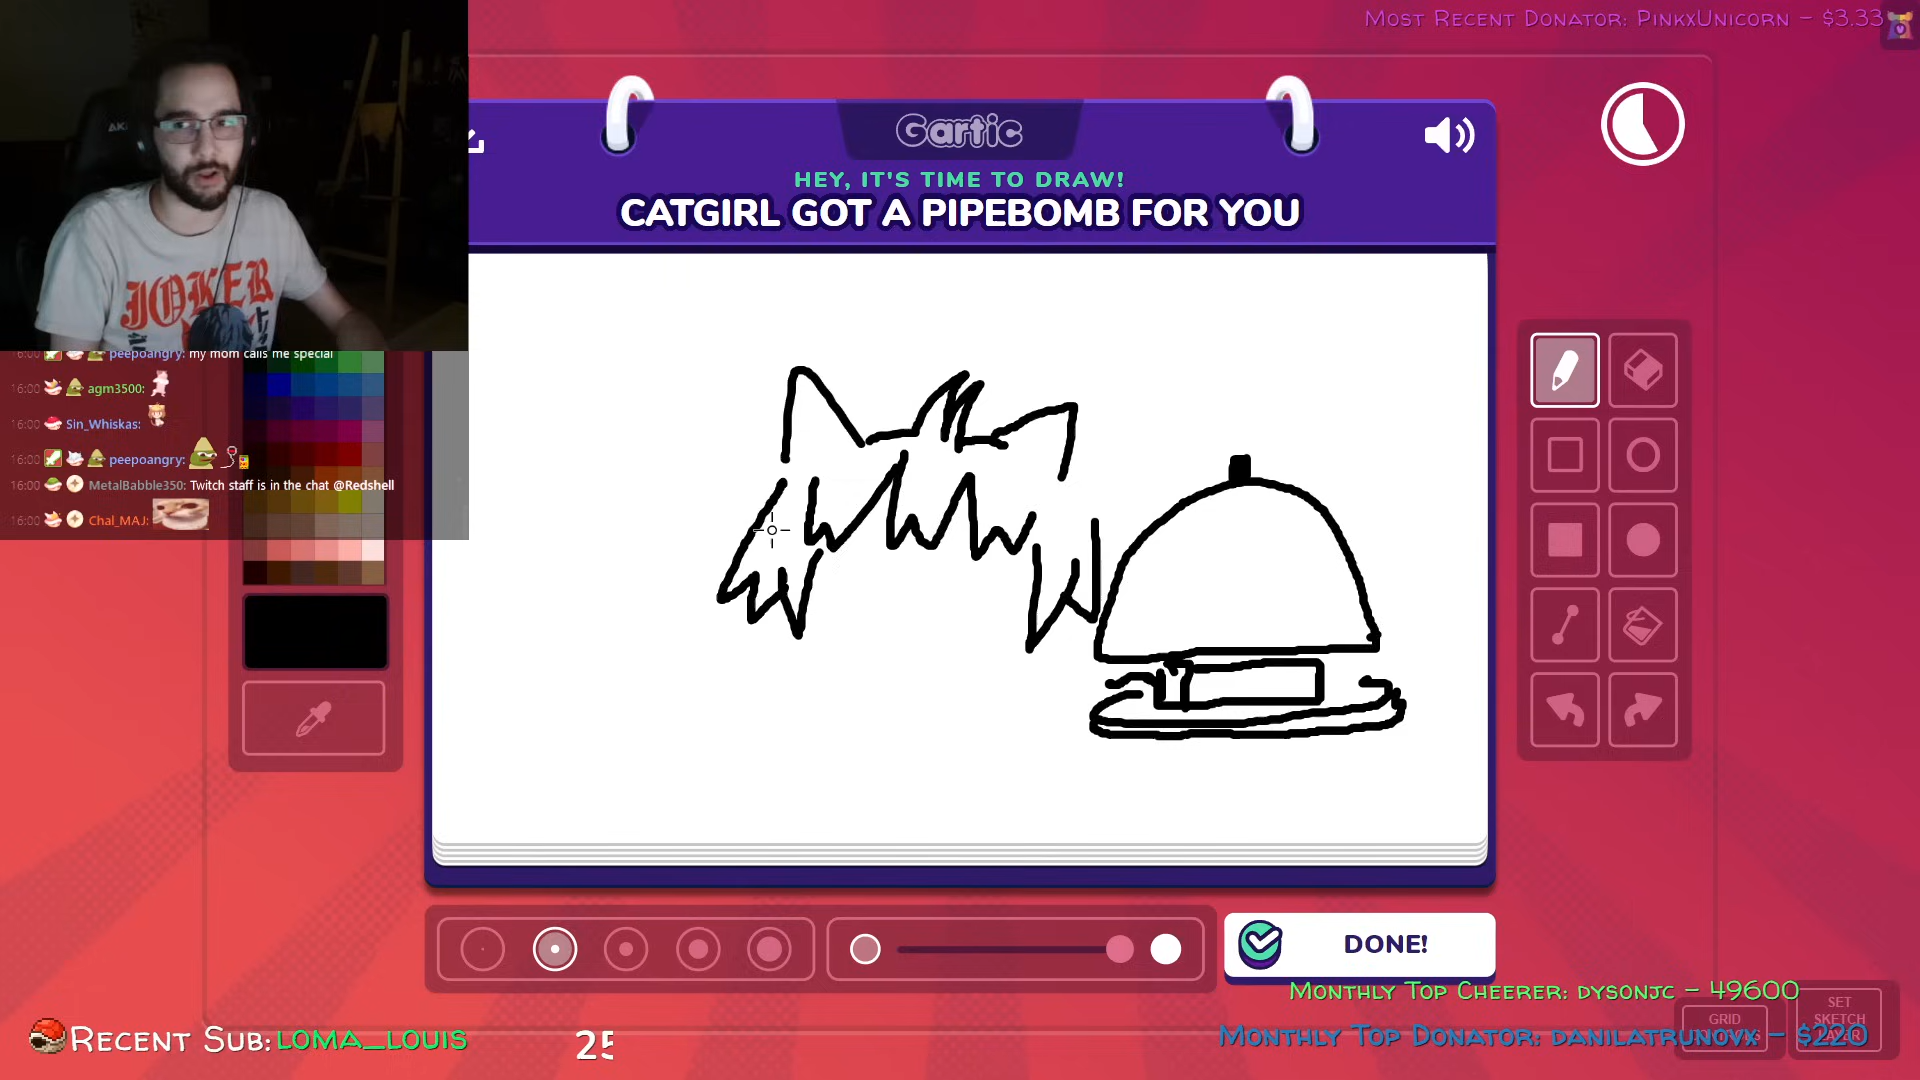 MOST RECENT DONATOR: PINKXUNICORN - $3.33
Gartic
HEY, IT'S TIME TO DRAW!
CATGIRL GOT A PIPEBOMB FOR YOU
AK
JOKER
16:00 peepoangry: my mom calls me special
16:00 agm3500:
16:00 Sin_Whiskas:
16:00 peepoangry:
16:00 MetalBabble350: Twitch staff is in the chat @Redshell
16:00 Chal_MAJ:
DONE!
MONTHLY TOP CHEERER: DYSONJC - 49600
SET
SKETCH
GRID
MONTHLY TOP DONATOR: DANILATRUNOVX - $220
RECENT SUB: LOMA_LOUIS
25